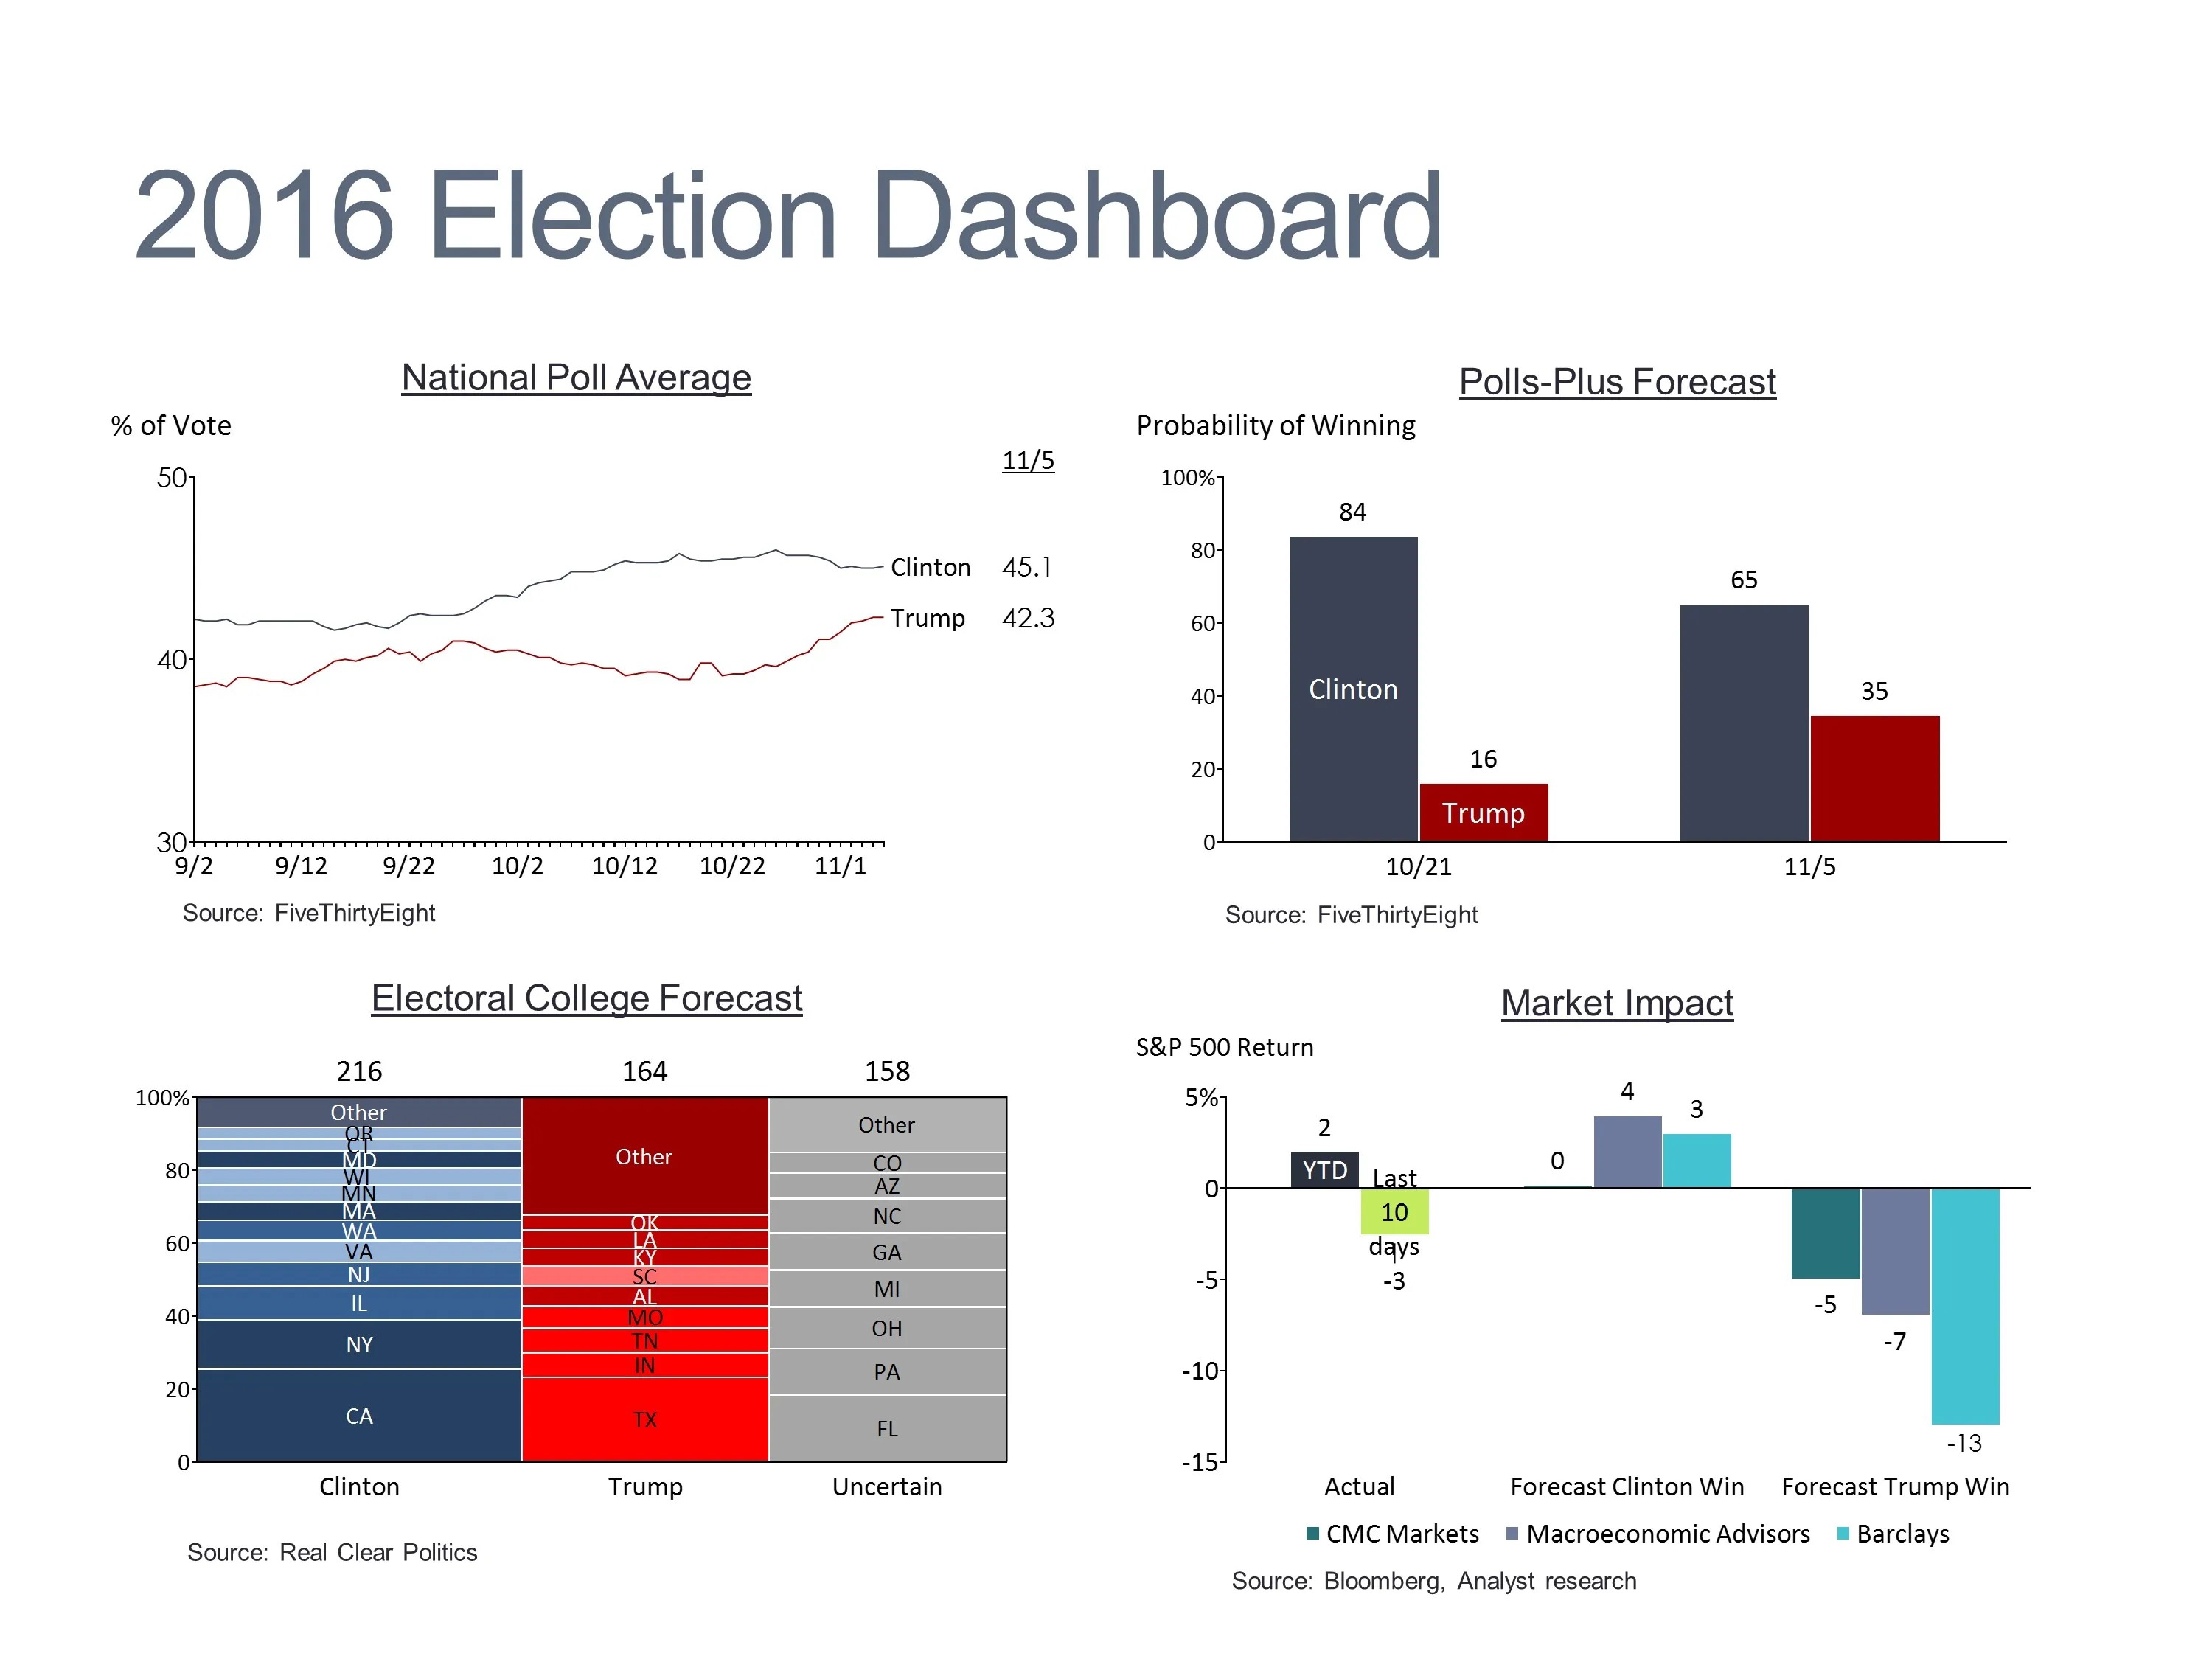 2016 Election Dashboard
National Poll Average
% of Vote
11/5
50
40
30
Clinton 45.1
Trump 42.3
9/2 9/12 9/22 10/2 10/12 10/22 11/1
Source: FiveThirtyEight
Polls-Plus Forecast
Probability of Winning
100%
80
60
40
20
0
84
Clinton
16
Trump
65
35
10/21 11/5
Source: FiveThirtyEight
Electoral College Forecast
216 164 158
100%
80
60
40
20
0
Other
OR
CT
MD
WI
MN
MA
WA
VA
NJ
IL
NY
CA
Other
OK
LA
KY
SC
AL
MO
TN
IN
TX
Other
CO
AZ
NC
GA
MI
OH
PA
FL
Clinton Trump Uncertain
Source: Real Clear Politics
Market Impact
S&P 500 Return
5%
0
-5
-10
-15
2
YTD
Last
10
days
-3
0
4
3
-5
-7
-13
Actual Forecast Clinton Win Forecast Trump Win
CMC Markets Macroeconomic Advisors Barclays
Source: Bloomberg, Analyst research